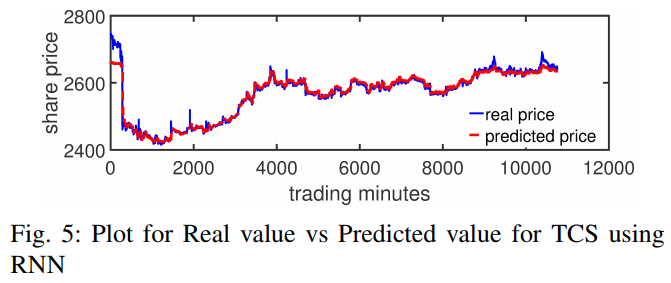 2800
2600
2400
share price
real price
predicted price
0 2000 4000 6000 8000 10000 12000
trading minutes
Fig. 5: Plot for Real value vs Predicted value for TCS using
RNN